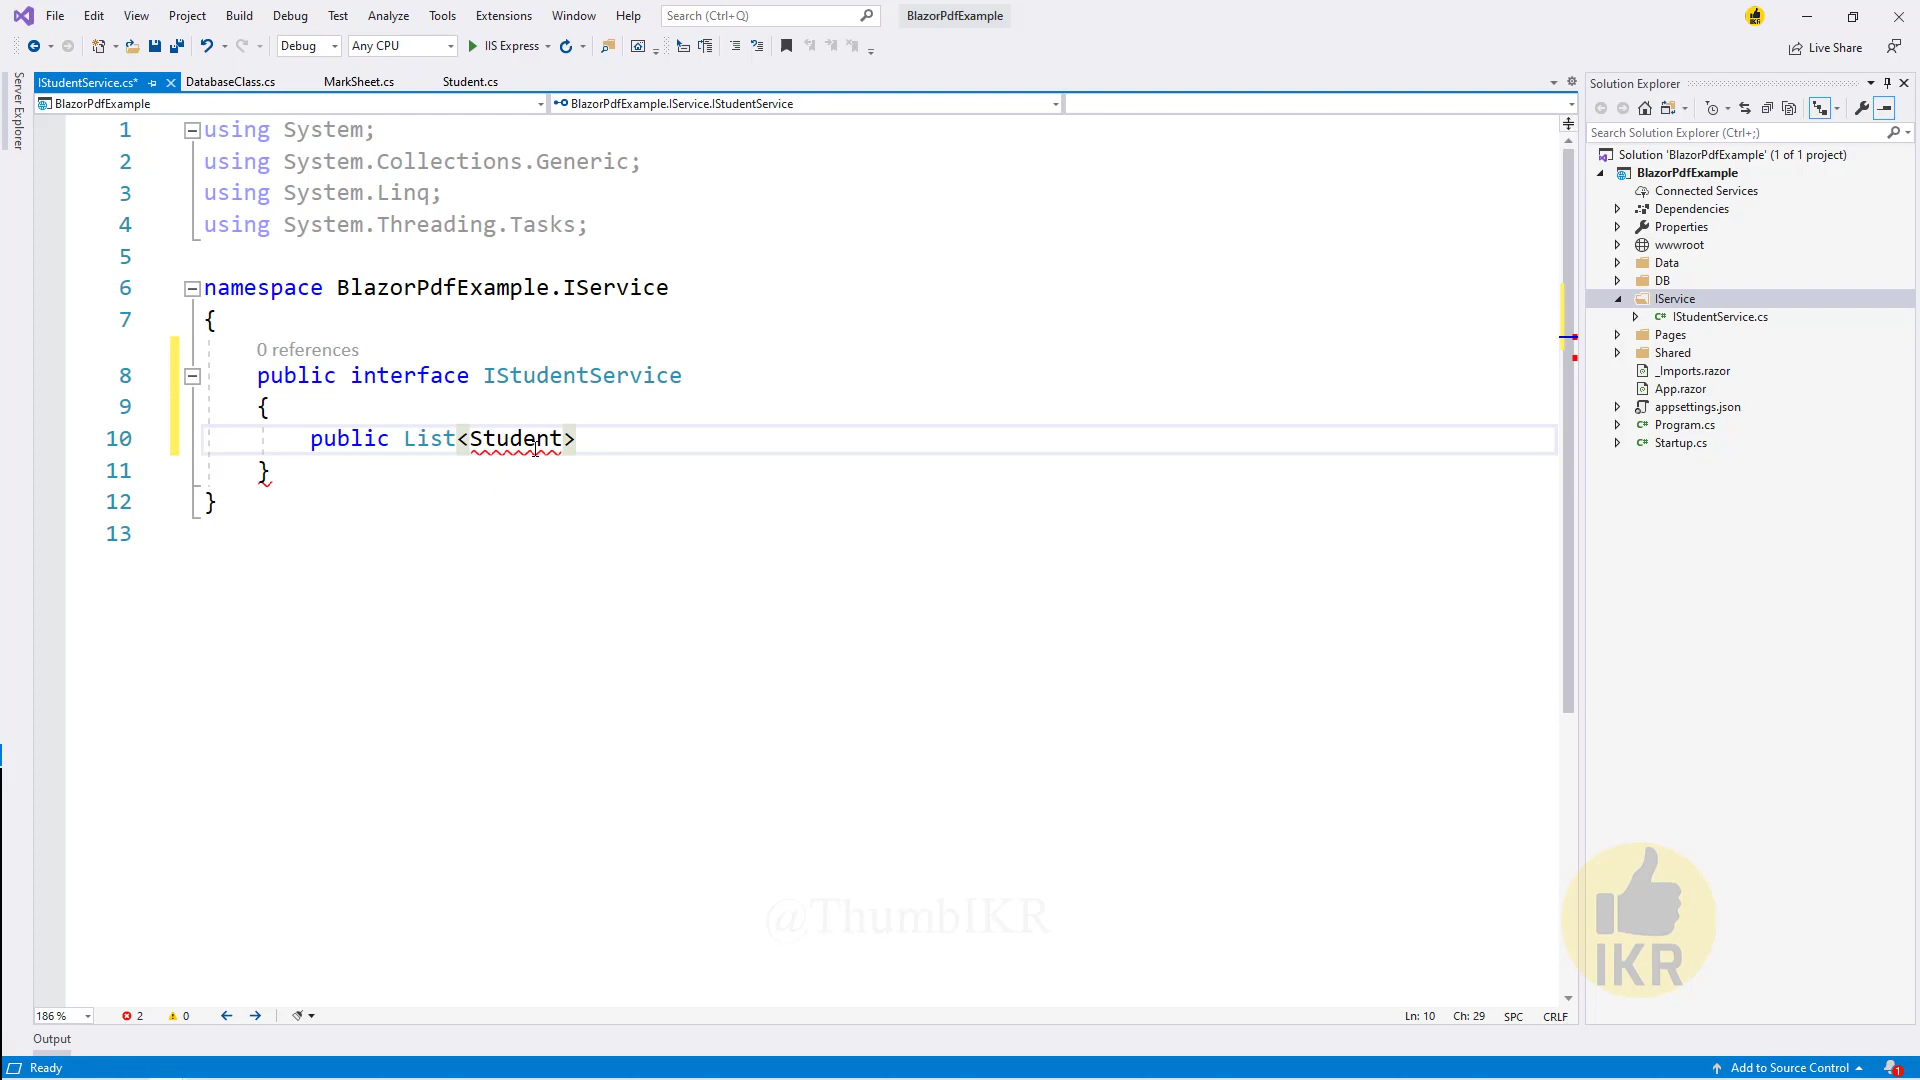 File Edit View Project Build Debug Test Analyze Tools Extensions Window Help Search (Ctrl+Q) BlazorPdfExample
Debug Any CPU IIS Express Live Share
Server Explorer
IStudentService.cs* DatabaseClass.cs MarkSheet.cs Student.cs
BlazorPdfExample BlazorPdfExample.IService.IStudentService
1 using System;
2 using System.Collections.Generic;
3 using System.Linq;
4 using System.Threading.Tasks;
5
6 namespace BlazorPdfExample.IService
7 {
0 references
8 public interface IStudentService
9 {
10 public List<Student>
11 }
12 }
13
Solution Explorer
Search Solution Explorer (Ctrl+;)
Solution 'BlazorPdfExample' (1 of 1 project)
BlazorPdfExample
Connected Services
Dependencies
Properties
wwwroot
Data
DB
IService
C# IStudentService.cs
Pages
Shared
_Imports.razor
App.razor
appsettings.json
C# Program.cs
C# Startup.cs
@ThumbIKR
IKR
186 % 2 0 Ln: 10 Ch: 29 SPC CRLF
Output
Ready Add to Source Control 1